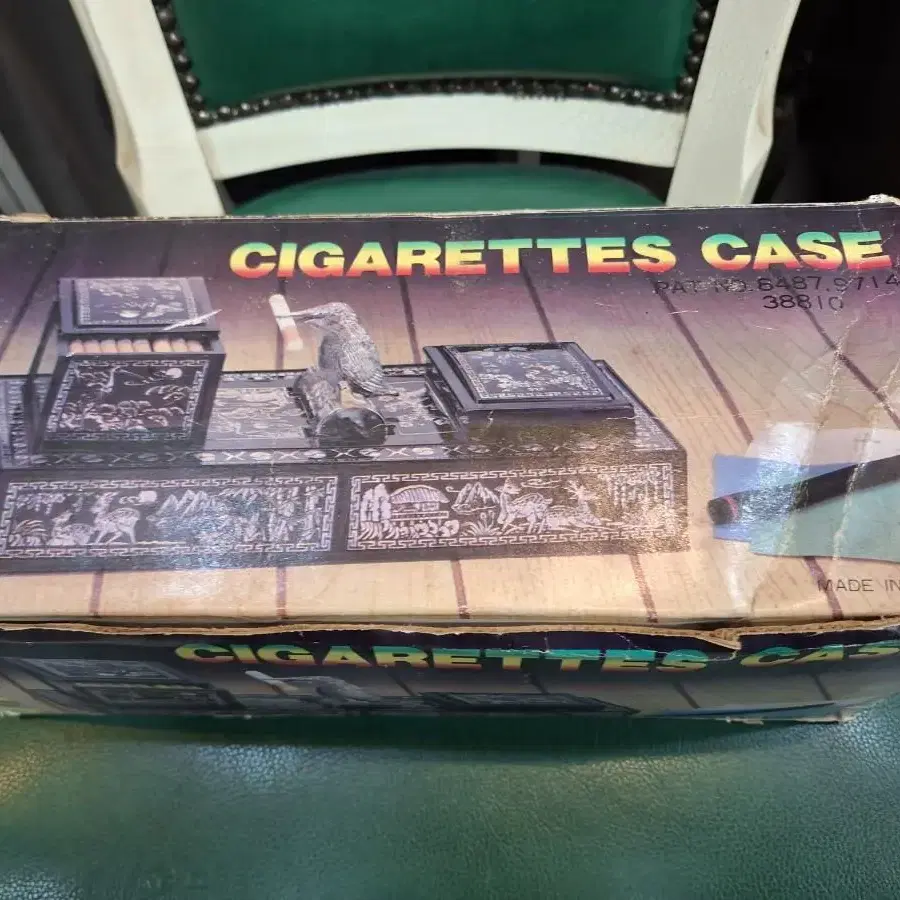 CIGARETTES CASE
PAT NO. 6487.9714
38810
MADE IN
CIGARETTES CAS